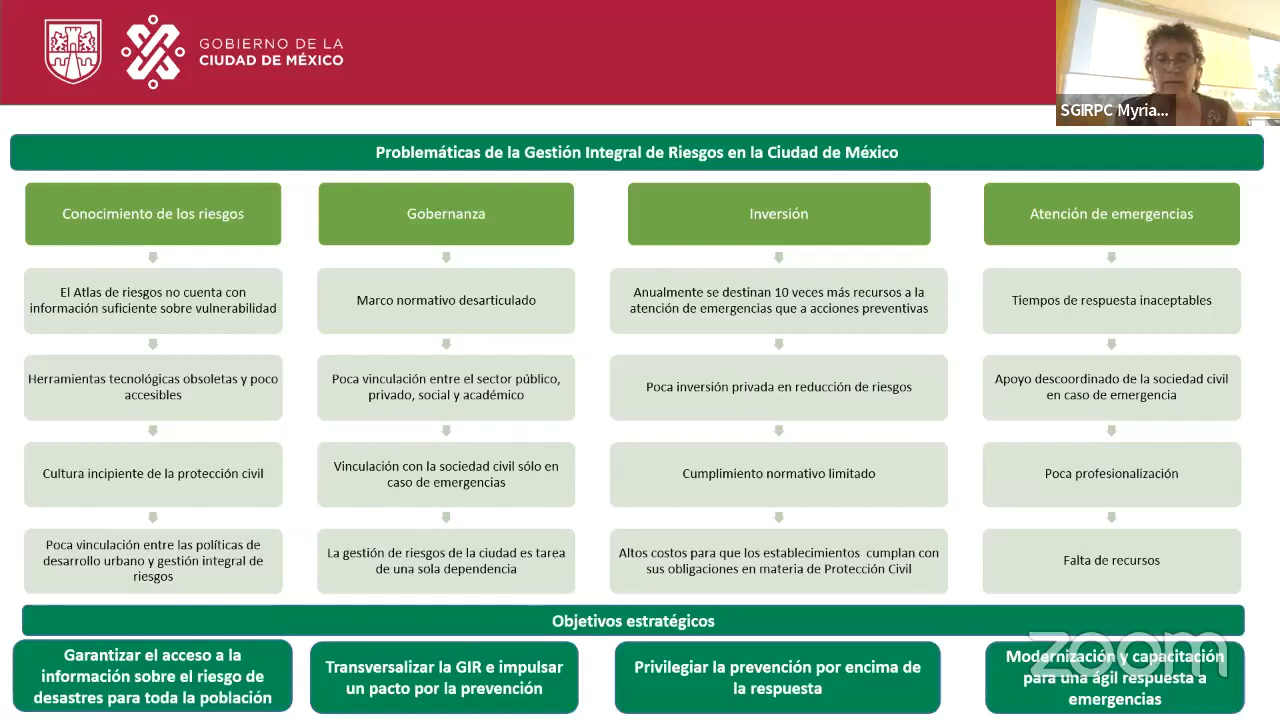 GOBIERNO DE LA
CIUDAD DE MÉXICO
SGIRPC Myria...
Problemáticas de la Gestión Integral de Riesgos en la Ciudad de México
Conocimiento de los riesgos
El Atlas de riesgos no cuenta con
información suficiente sobre vulnerabilidad
Herramientas tecnológicas obsoletas y poco
accesibles
Cultura incipiente de la protección civil
Poca vinculación entre las políticas de
desarrollo urbano y gestión integral de
riesgos
Gobernanza
Marco normativo desarticulado
Poca vinculación entre el sector público,
privado, social y académico
Vinculación con la sociedad civil sólo en
caso de emergencias
La gestión de riesgos de la ciudad es tarea
de una sola dependencia
Inversión
Anualmente se destinan 10 veces más recursos a la
atención de emergencias que a acciones preventivas
Poca inversión privada en reducción de riesgos
Cumplimiento normativo limitado
Altos costos para que los establecimientos cumplan con
sus obligaciones en materia de Protección Civil
Atención de emergencias
Tiempos de respuesta inaceptables
Apoyo descoordinado de la sociedad civil
en caso de emergencia
Poca profesionalización
Falta de recursos
Objetivos estratégicos
Garantizar el acceso a la
información sobre el riesgo de
desastres para toda la población
Transversalizar la GIR e impulsar
un pacto por la prevención
Privilegiar la prevención por encima de
la respuesta
Modernización y capacitación
para una ágil respuesta a
emergencias
zoom